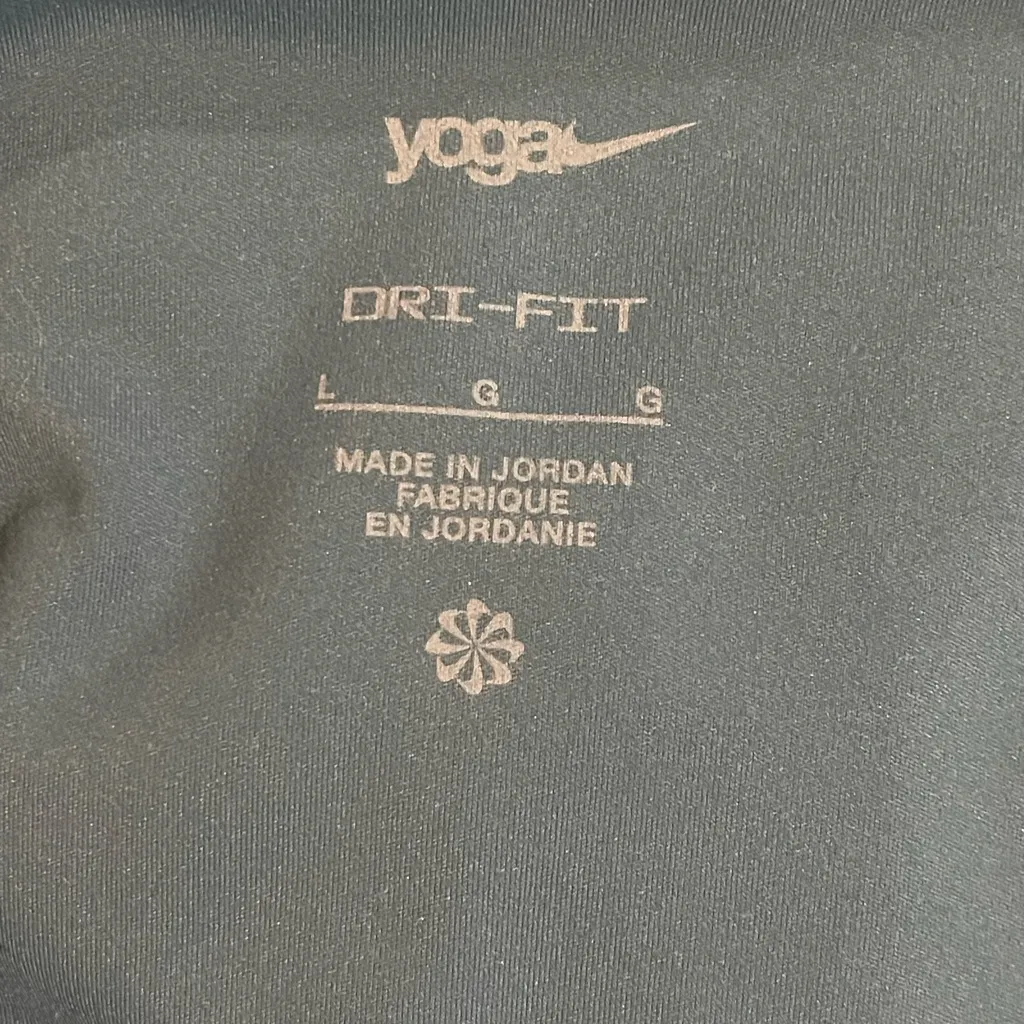 yoga
DRI-FIT
L G G
MADE IN JORDAN
FABRIQUE
EN JORDANIE